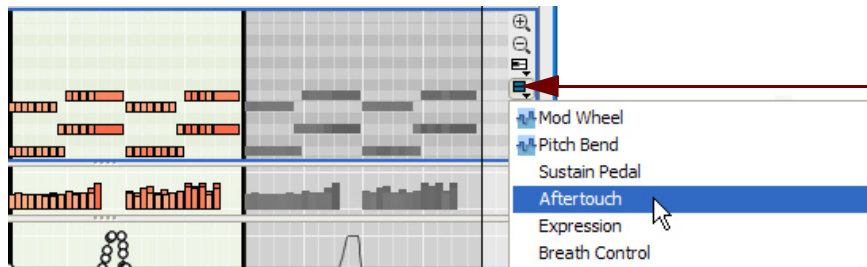 Mod Wheel
Pitch Bend
Sustain Pedal
Aftertouch
Expression
Breath Control